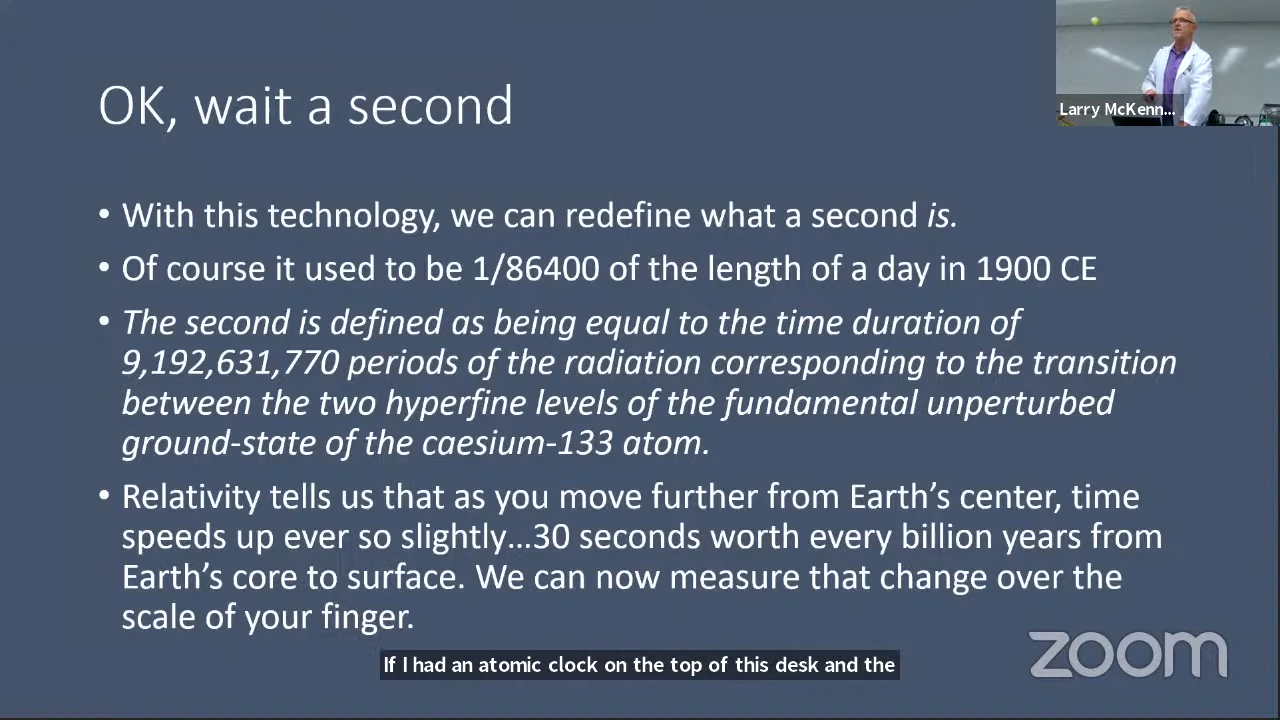 Larry McKenn...
OK, wait a second
• With this technology, we can redefine what a second is.
• Of course it used to be 1/86400 of the length of a day in 1900 CE
• The second is defined as being equal to the time duration of
9,192,631,770 periods of the radiation corresponding to the transition
between the two hyperfine levels of the fundamental unperturbed
ground-state of the caesium-133 atom.
• Relativity tells us that as you move further from Earth’s center, time
speeds up ever so slightly…30 seconds worth every billion years from
Earth’s core to surface. We can now measure that change over the
scale of your finger.
If I had an atomic clock on the top of this desk and the
zoom